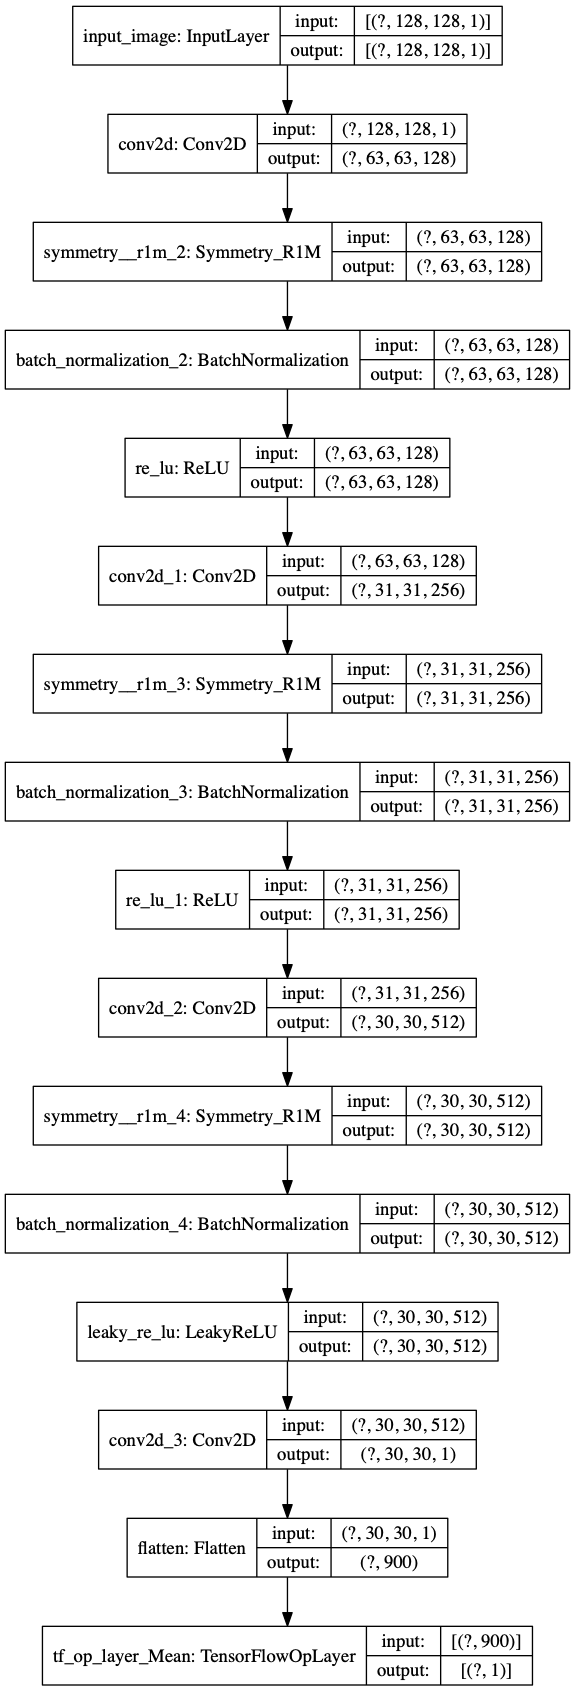 input_image: InputLayer
input: [(?, 128, 128, 1)]
output: [(?, 128, 128, 1)]
conv2d: Conv2D
input: (?, 128, 128, 1)
output: (?, 63, 63, 128)
symmetry__r1m_2: Symmetry_R1M
input: (?, 63, 63, 128)
output: (?, 63, 63, 128)
batch_normalization_2: BatchNormalization
input: (?, 63, 63, 128)
output: (?, 63, 63, 128)
re_lu: ReLU
input: (?, 63, 63, 128)
output: (?, 63, 63, 128)
conv2d_1: Conv2D
input: (?, 63, 63, 128)
output: (?, 31, 31, 256)
symmetry__r1m_3: Symmetry_R1M
input: (?, 31, 31, 256)
output: (?, 31, 31, 256)
batch_normalization_3: BatchNormalization
input: (?, 31, 31, 256)
output: (?, 31, 31, 256)
re_lu_1: ReLU
input: (?, 31, 31, 256)
output: (?, 31, 31, 256)
conv2d_2: Conv2D
input: (?, 31, 31, 256)
output: (?, 30, 30, 512)
symmetry__r1m_4: Symmetry_R1M
input: (?, 30, 30, 512)
output: (?, 30, 30, 512)
batch_normalization_4: BatchNormalization
input: (?, 30, 30, 512)
output: (?, 30, 30, 512)
leaky_re_lu: LeakyReLU
input: (?, 30, 30, 512)
output: (?, 30, 30, 512)
conv2d_3: Conv2D
input: (?, 30, 30, 512)
output: (?, 30, 30, 1)
flatten: Flatten
input: (?, 30, 30, 1)
output: (?, 900)
tf_op_layer_Mean: TensorFlowOpLayer
input: [(?, 900)]
output: [(?, 1)]